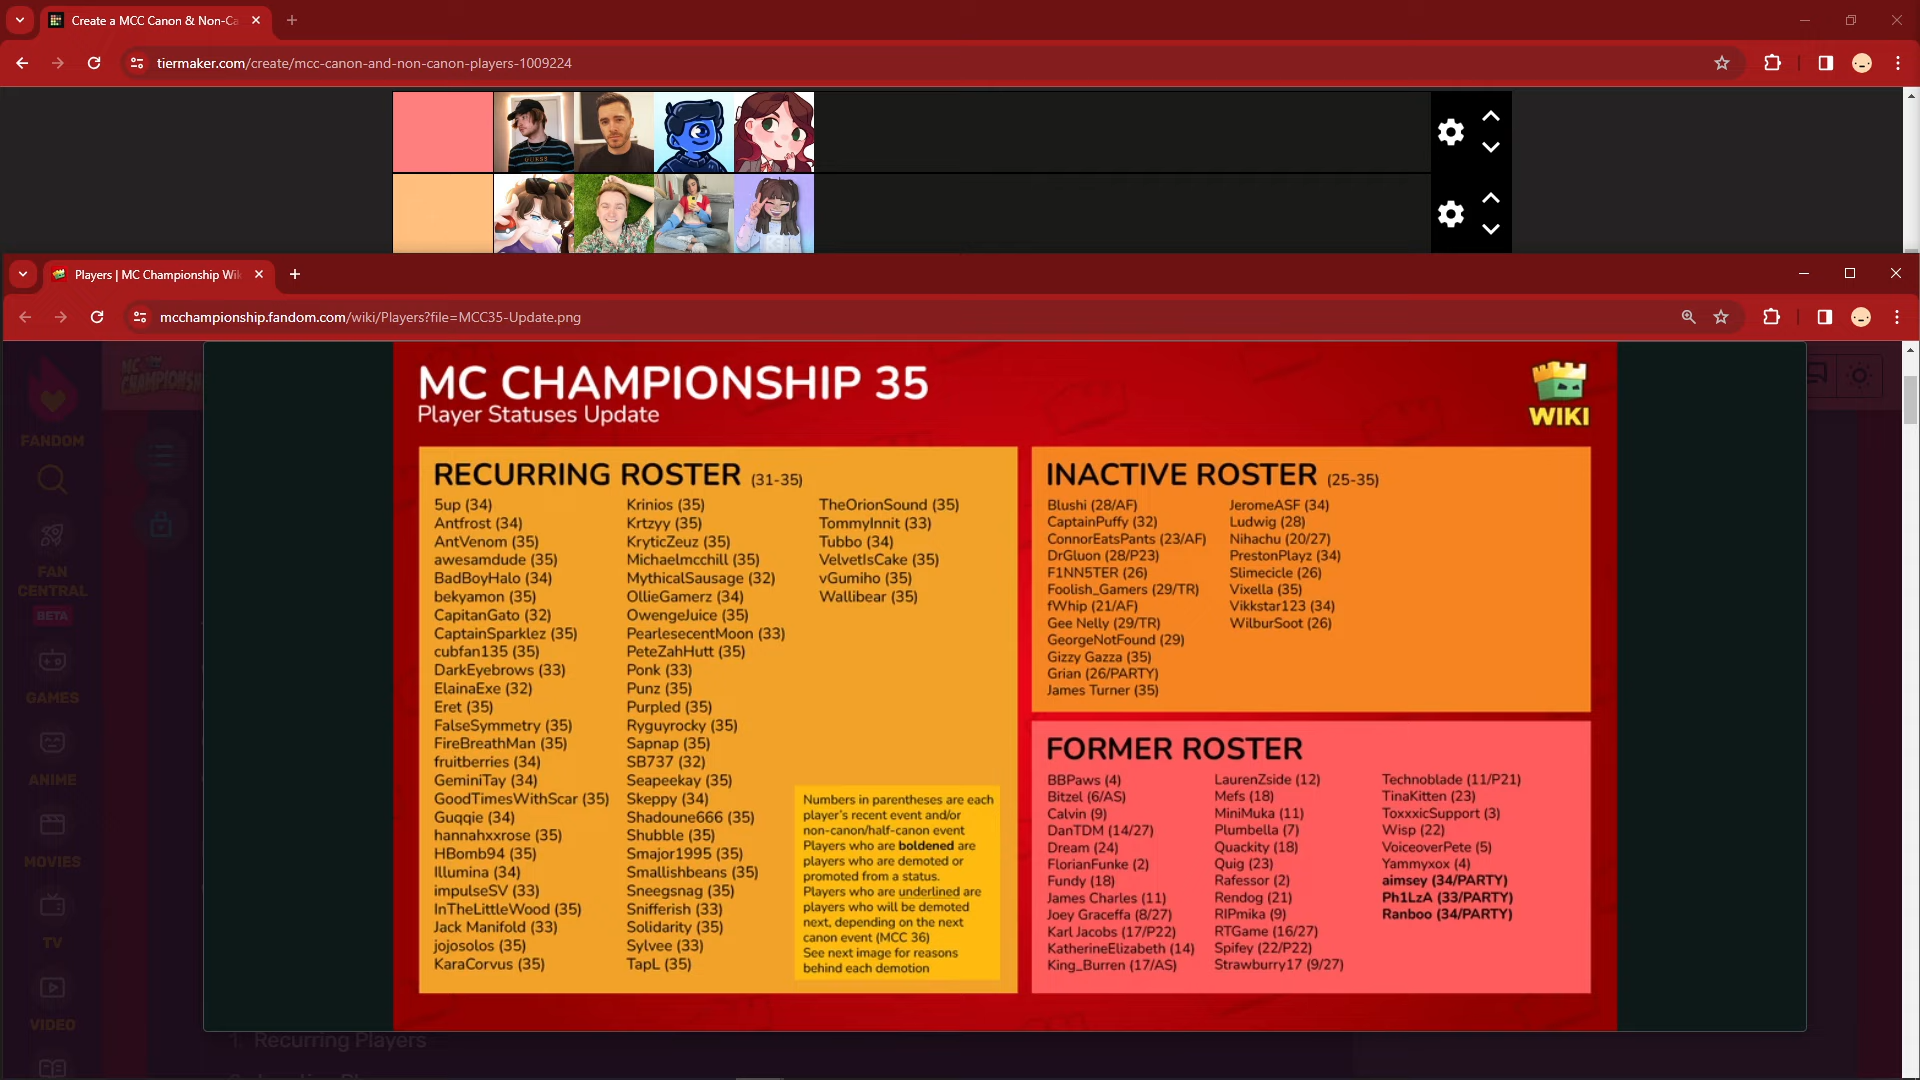 Create a MCC Canon & Non-Ca
tiermaker.com/create/mcc-canon-and-non-canon-players-1009224
Players | MC Championship Wik
mcchampionship.fandom.com/wiki/Players?file=MCC35-Update.png
FANDOM
FAN
CENTRAL
BETA
GAMES
ANIME
MOVIES
TV
VIDEO
MC CHAMPIONSHIP 35
Player Statuses Update
WIKI
RECURRING ROSTER (31-35)
5up (34)
Antfrost (34)
AntVenom (35)
awesamdude (35)
BadBoyHalo (34)
bekyamon (35)
CapitanGato (32)
CaptainSparklez (35)
cubfan135 (35)
DarkEyebrows (33)
ElainaExe (32)
Eret (35)
FalseSymmetry (35)
FireBreathMan (35)
fruitberries (34)
GeminiTay (34)
GoodTimesWithScar (35)
Guqqie (34)
hannahxxrose (35)
HBomb94 (35)
Illumina (34)
impulseSV (33)
InTheLittleWood (35)
Jack Manifold (33)
jojosolos (35)
KaraCorvus (35)
Krinios (35)
Krtzyy (35)
KryticZeuz (35)
Michaelmcchill (35)
MythicalSausage (32)
OllieGamerz (34)
OwengeJuice (35)
PearlesecentMoon (33)
PeteZahHutt (35)
Ponk (33)
Punz (35)
Purpled (35)
Ryguyrocky (35)
Sapnap (35)
SB737 (32)
Seapeekay (35)
Skeppy (34)
Shadoune666 (35)
Shubble (35)
Smajor1995 (35)
Smallishbeans (35)
Sneegsnag (35)
Snifferish (33)
Solidarity (35)
Sylvee (33)
TapL (35)
TheOrionSound (35)
TommyInnit (33)
Tubbo (34)
VelvetIsCake (35)
vGumiho (35)
Wallibear (35)
Numbers in parentheses are each
player's recent event and/or
non-canon/half-canon event
Players who are boldened are
players who are demoted or
promoted from a status.
Players who are underlined are
players who will be demoted
next, depending on the next
canon event (MCC 36)
See next image for reasons
behind each demotion
INACTIVE ROSTER (25-35)
Blushi (28/AF)
CaptainPuffy (32)
ConnorEatsPants (23/AF)
DrGluon (28/P23)
F1NN5TER (26)
Foolish_Gamers (29/TR)
fWhip (21/AF)
Gee Nelly (29/TR)
GeorgeNotFound (29)
Gizzy Gazza (35)
Grian (26/PARTY)
James Turner (35)
JeromeASF (34)
Ludwig (28)
Nihachu (20/27)
PrestonPlayz (34)
Slimecicle (26)
Vixella (35)
Vikkstar123 (34)
WilburSoot (26)
FORMER ROSTER
BBPaws (4)
Bitzel (6/AS)
Calvin (9)
DanTDM (14/27)
Dream (24)
FlorianFunke (2)
Fundy (18)
James Charles (11)
Joey Graceffa (8/27)
Karl Jacobs (17/P22)
KatherineElizabeth (14)
King_Burren (17/AS)
LaurenZside (12)
Mefs (18)
MiniMuka (11)
Plumbella (7)
Quackity (18)
Quig (23)
Rafessor (2)
Rendog (21)
RIPmika (9)
RTGame (16/27)
Spifey (22/P22)
Strawburry17 (9/27)
Technoblade (11/P21)
TinaKitten (23)
ToxxxicSupport (3)
Wisp (22)
VoiceoverPete (5)
Yammyxox (4)
aimsey (34/PARTY)
Ph1LzA (33/PARTY)
Ranboo (34/PARTY)
1. Recurring Players